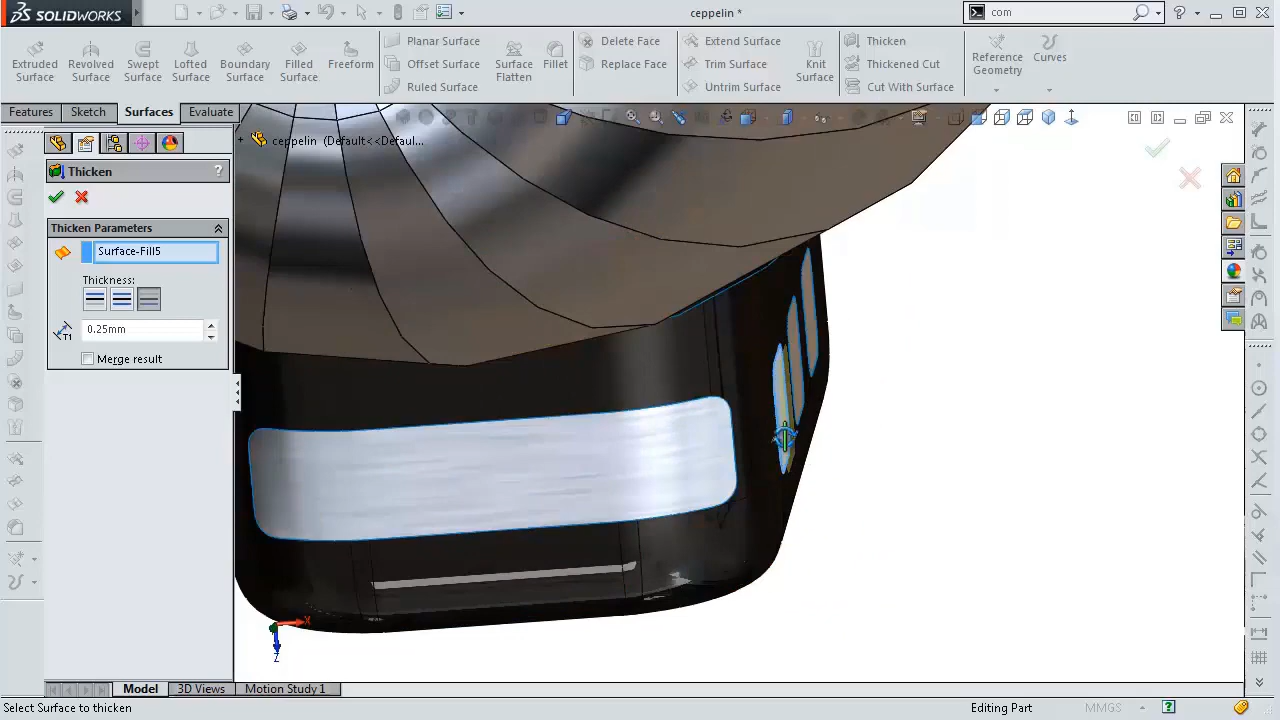 SOLIDWORKS
ceppelin *
com
Extruded Surface
Revolved Surface
Swept Surface
Lofted Surface
Boundary Surface
Filled Surface
Freeform
Planar Surface
Offset Surface
Ruled Surface
Surface Flatten
Fillet
Delete Face
Replace Face
Extend Surface
Trim Surface
Untrim Surface
Knit Surface
Thicken
Thickened Cut
Cut With Surface
Reference Geometry
Curves
Features
Sketch
Surfaces
Evaluate
ceppelin (Default<<Defaul...
Thicken
?
Thicken Parameters
Surface-Fill5
Thickness:
T1
0.25mm
Merge result
X
Z
Model
3D Views
Motion Study 1
Select Surface to thicken
Editing Part
MMGS